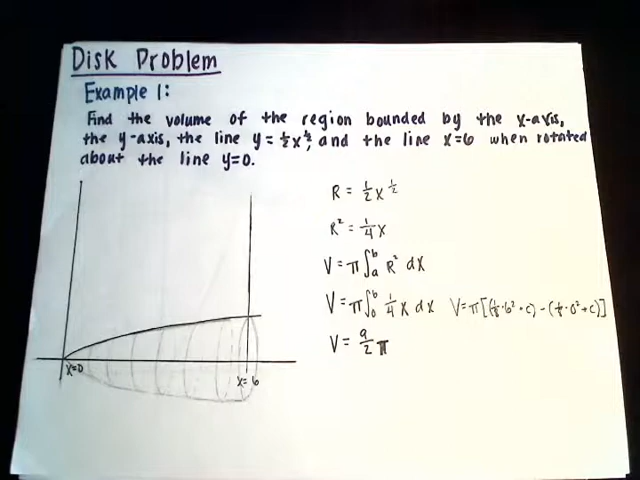 Disk Problem
Example 1:
Find the volume of the region bounded by the x-axis,
the y-axis, the line y = ½x^½, and the line x=6 when rotated
about the line y=0.
R = ½x^½
R² = ¼x
V = π∫ₐᵇ R² dx
V = π∫₀⁶ ¼x dx V = π[(⅛·6²+c) - (⅛·0²+c)]
V = 9/2 π
x=0
x=6